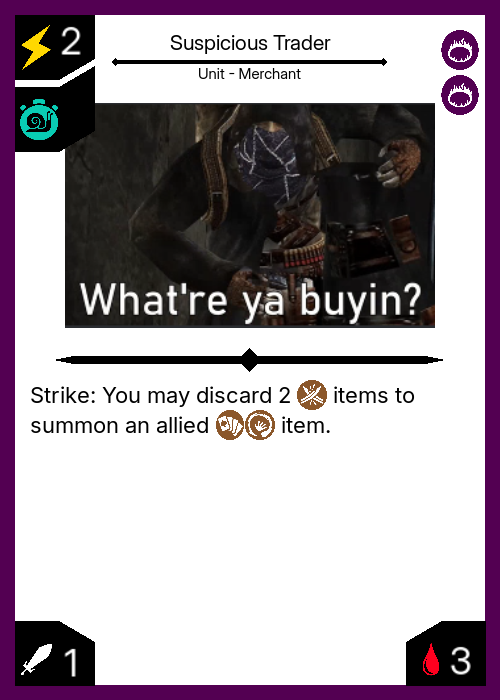 2
Suspicious Trader
Unit - Merchant
What're ya buyin?
Strike: You may discard 2 items to
summon an allied item.
1
3